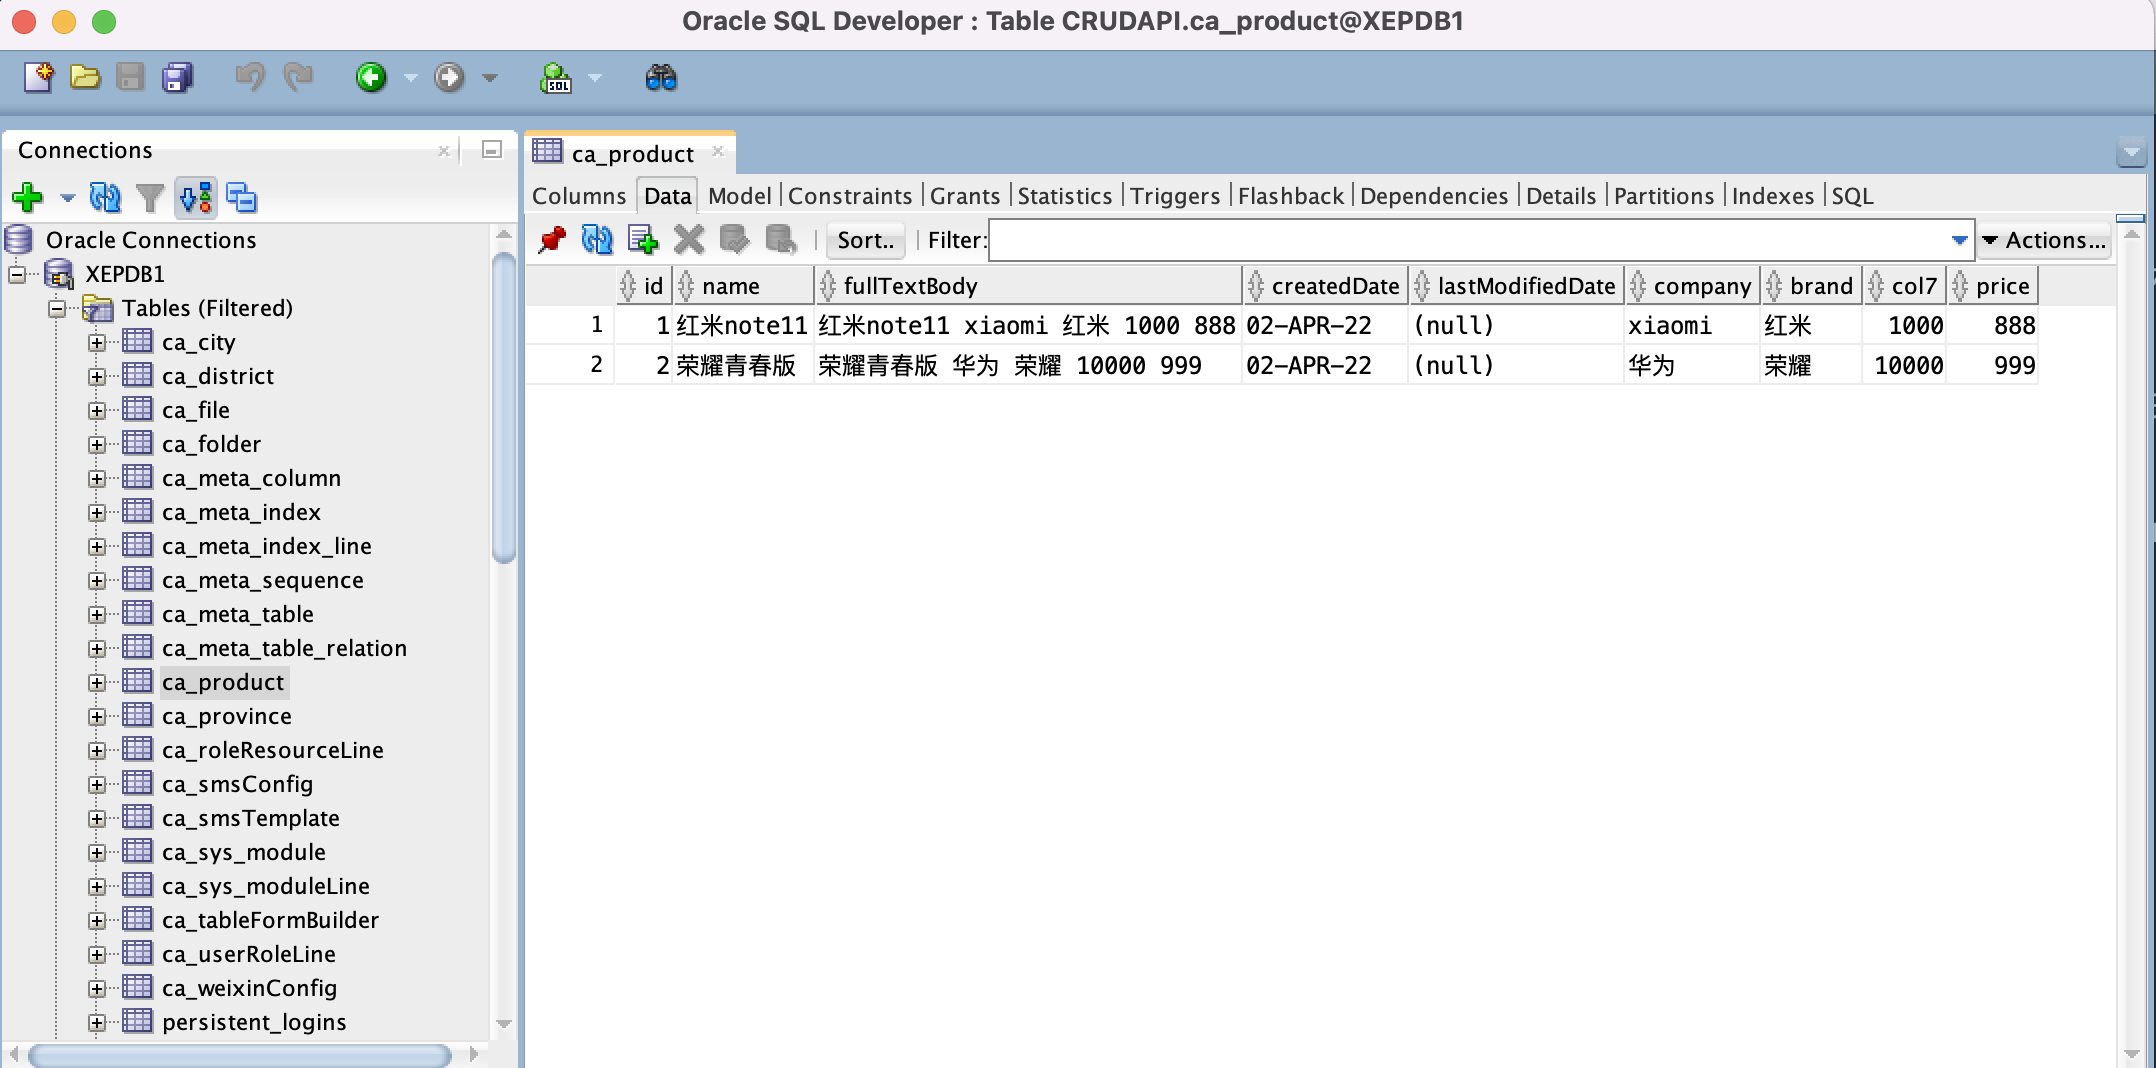 Oracle SQL Developer : Table CRUDAPI.ca_product@XEPDB1
SQL
Connections
Oracle Connections
XEPDB1
Tables (Filtered)
ca_city
ca_district
ca_file
ca_folder
ca_meta_column
ca_meta_index
ca_meta_index_line
ca_meta_sequence
ca_meta_table
ca_meta_table_relation
ca_product
ca_province
ca_roleResourceLine
ca_smsConfig
ca_smsTemplate
ca_sys_module
ca_sys_moduleLine
ca_tableFormBuilder
ca_userRoleLine
ca_weixinConfig
persistent_logins
ca_product
Columns Data Model Constraints Grants Statistics Triggers Flashback Dependencies Details Partitions Indexes SQL
Sort.. Filter: Actions...
id name fullTextBody createdDate lastModifiedDate company brand col7 price
1 1 红米note11 红米note11 xiaomi 红米 1000 888 02-APR-22 (null) xiaomi 红米 1000 888
2 2 荣耀青春版 荣耀青春版 华为 荣耀 10000 999 02-APR-22 (null) 华为 荣耀 10000 999